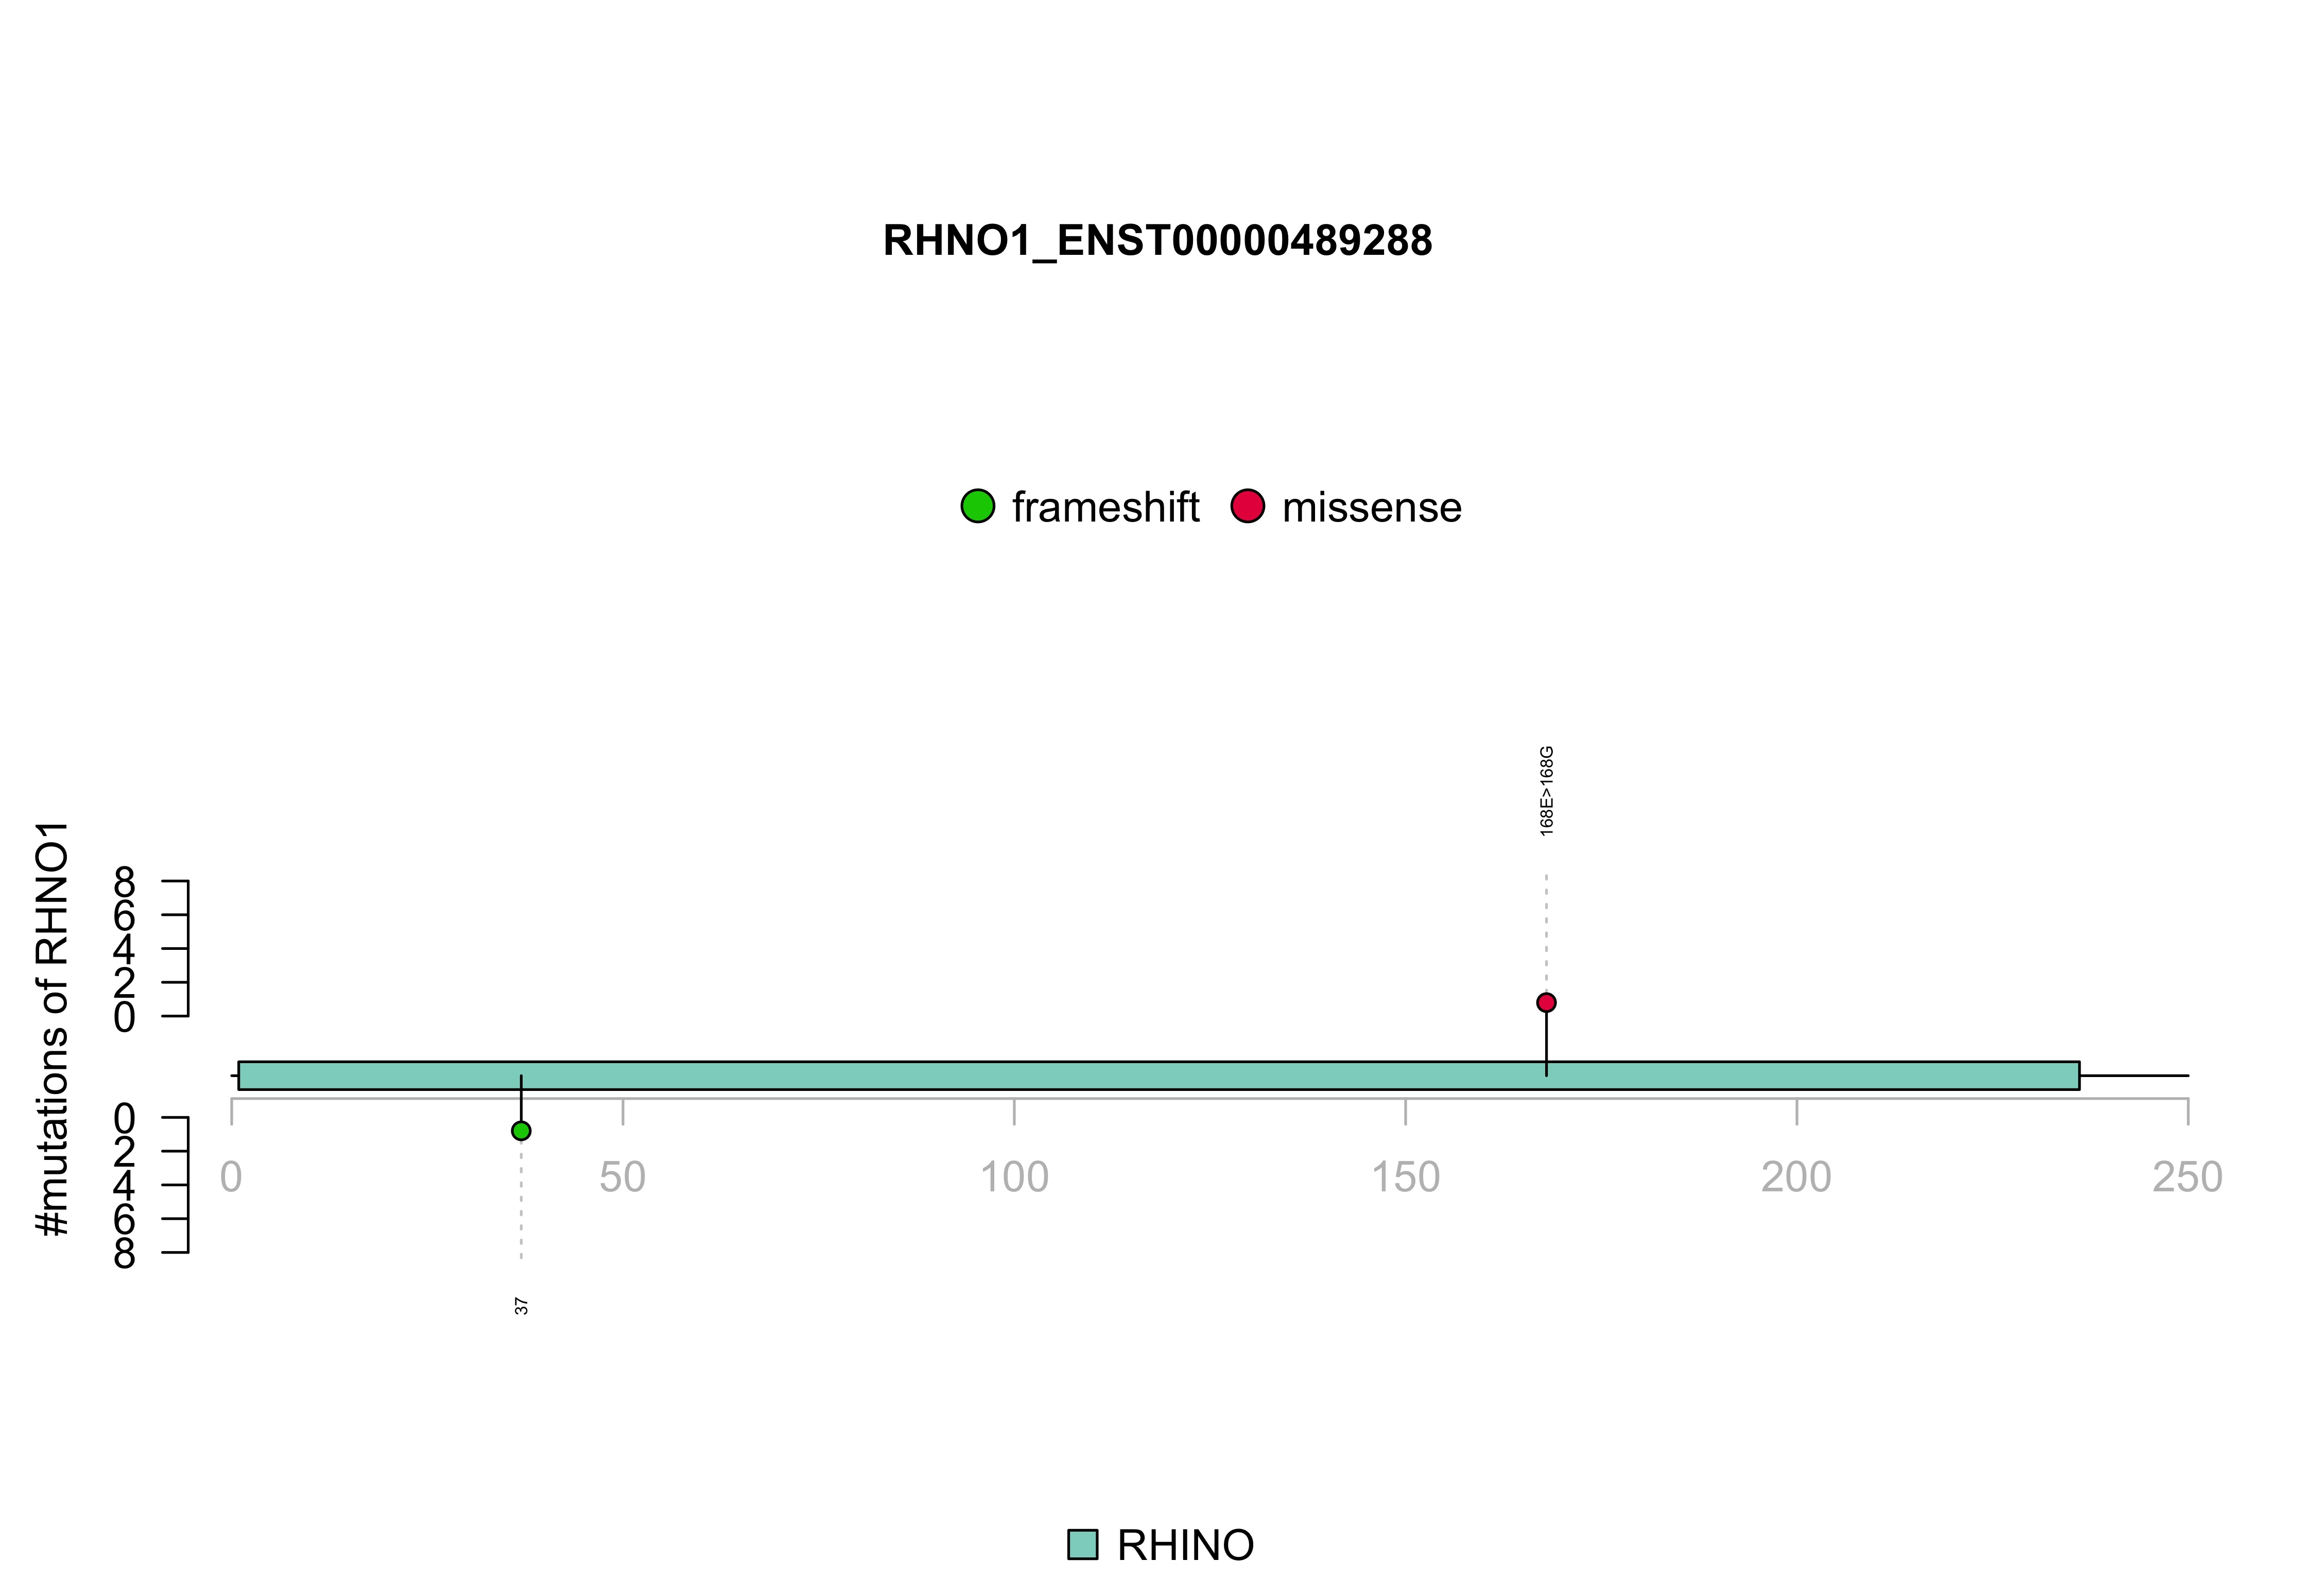 RHNO1_ENST00000489288
frameshift missense
168E>168G
#mutations of RHNO1
8
6
4
2
0
0
2
4
6
8
0 50 100 150 200 250
37
RHINO